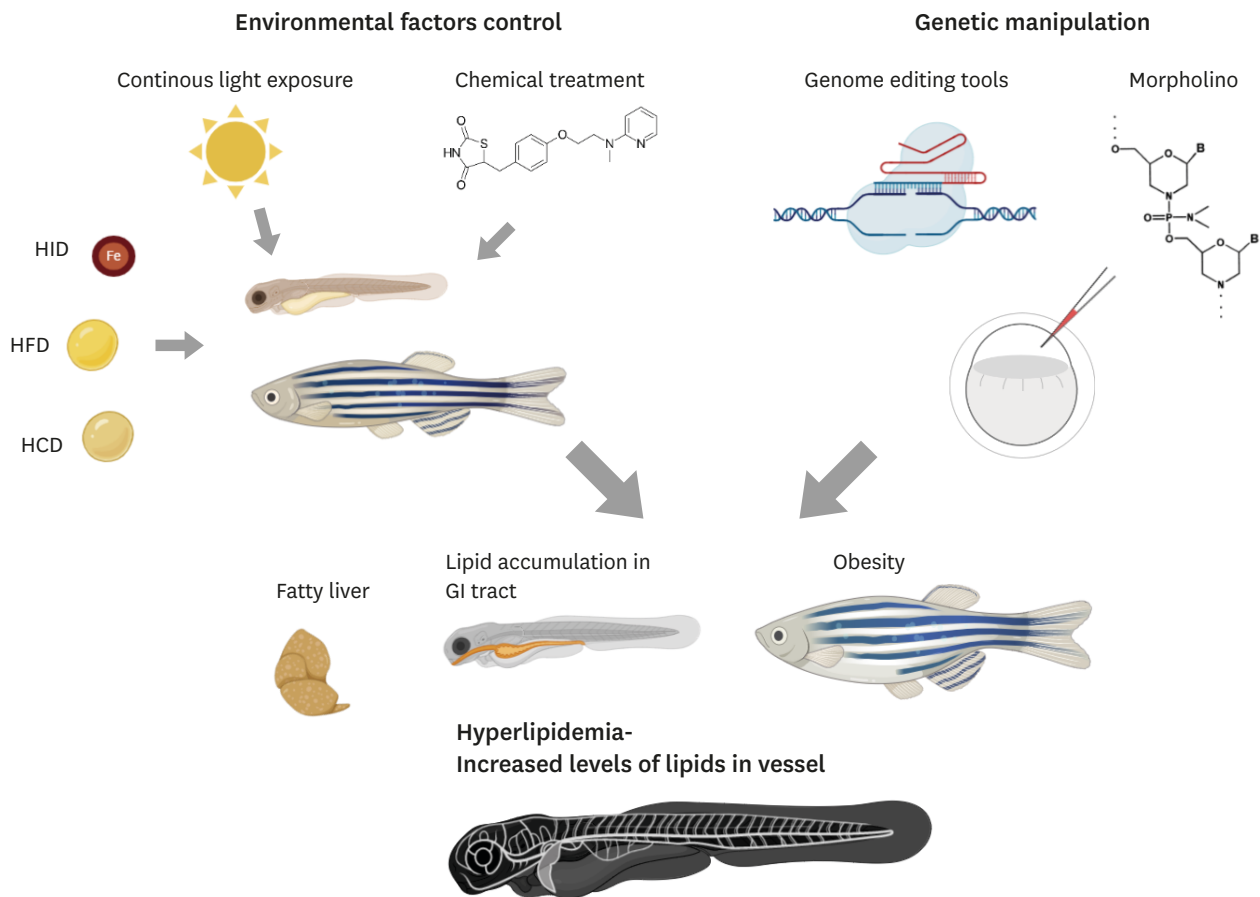 Environmental factors control
Genetic manipulation
Continous light exposure
Chemical treatment
Genome editing tools
Morpholino
O
S
HN
O
O
N
N
B
O
O
N
O
P
N
O
B
O
N
HID
Fe
HFD
HCD
Lipid accumulation in
GI tract
Fatty liver
Obesity
Hyperlipidemia-
Increased levels of lipids in vessel